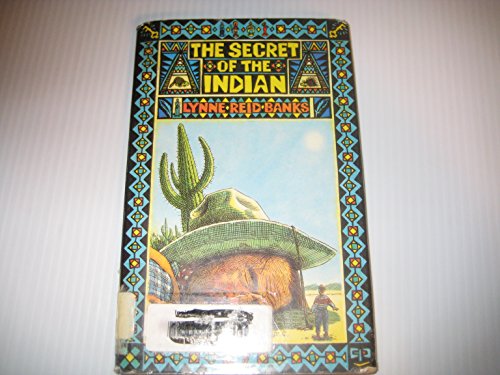 THE SECRET
OF THE
INDIAN
LYNNE REID BANKS